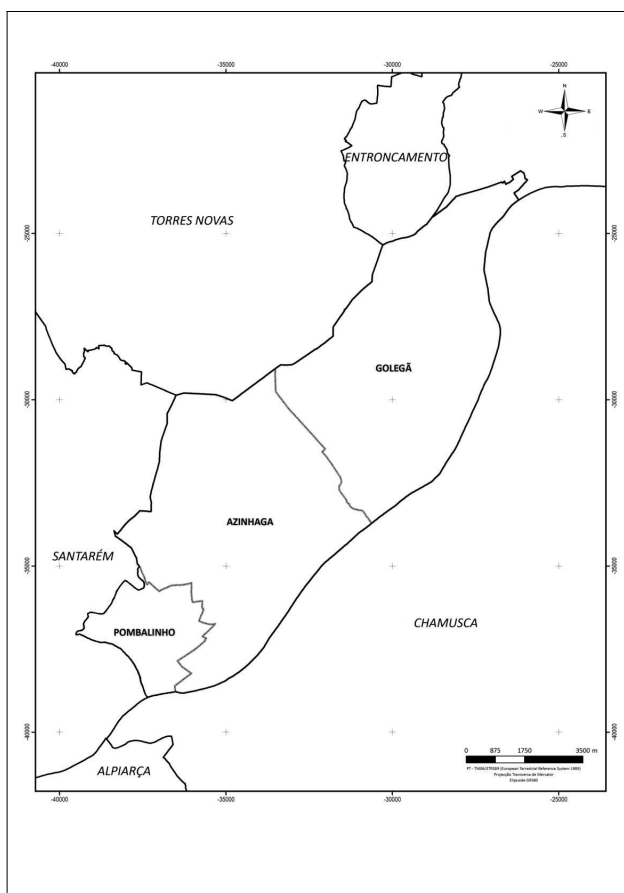 -40000 -35000 -30000 -25000
N
W E
S
ENTRONCAMENTO
TORRES NOVAS
-25000 -25000
GOLEGÃ
-30000 -30000
AZINHAGA
SANTARÉM
-35000 -35000
CHAMUSCA
POMBALINHO
-40000 -40000
0 875 1750 3500 m
PT - TM06/ETRS89 (European Terrestrial Reference System 1989)
Projecção Transversa de Mercator
Elipsoide GRS80
ALPIARÇA
-40000 -35000 -30000 -25000